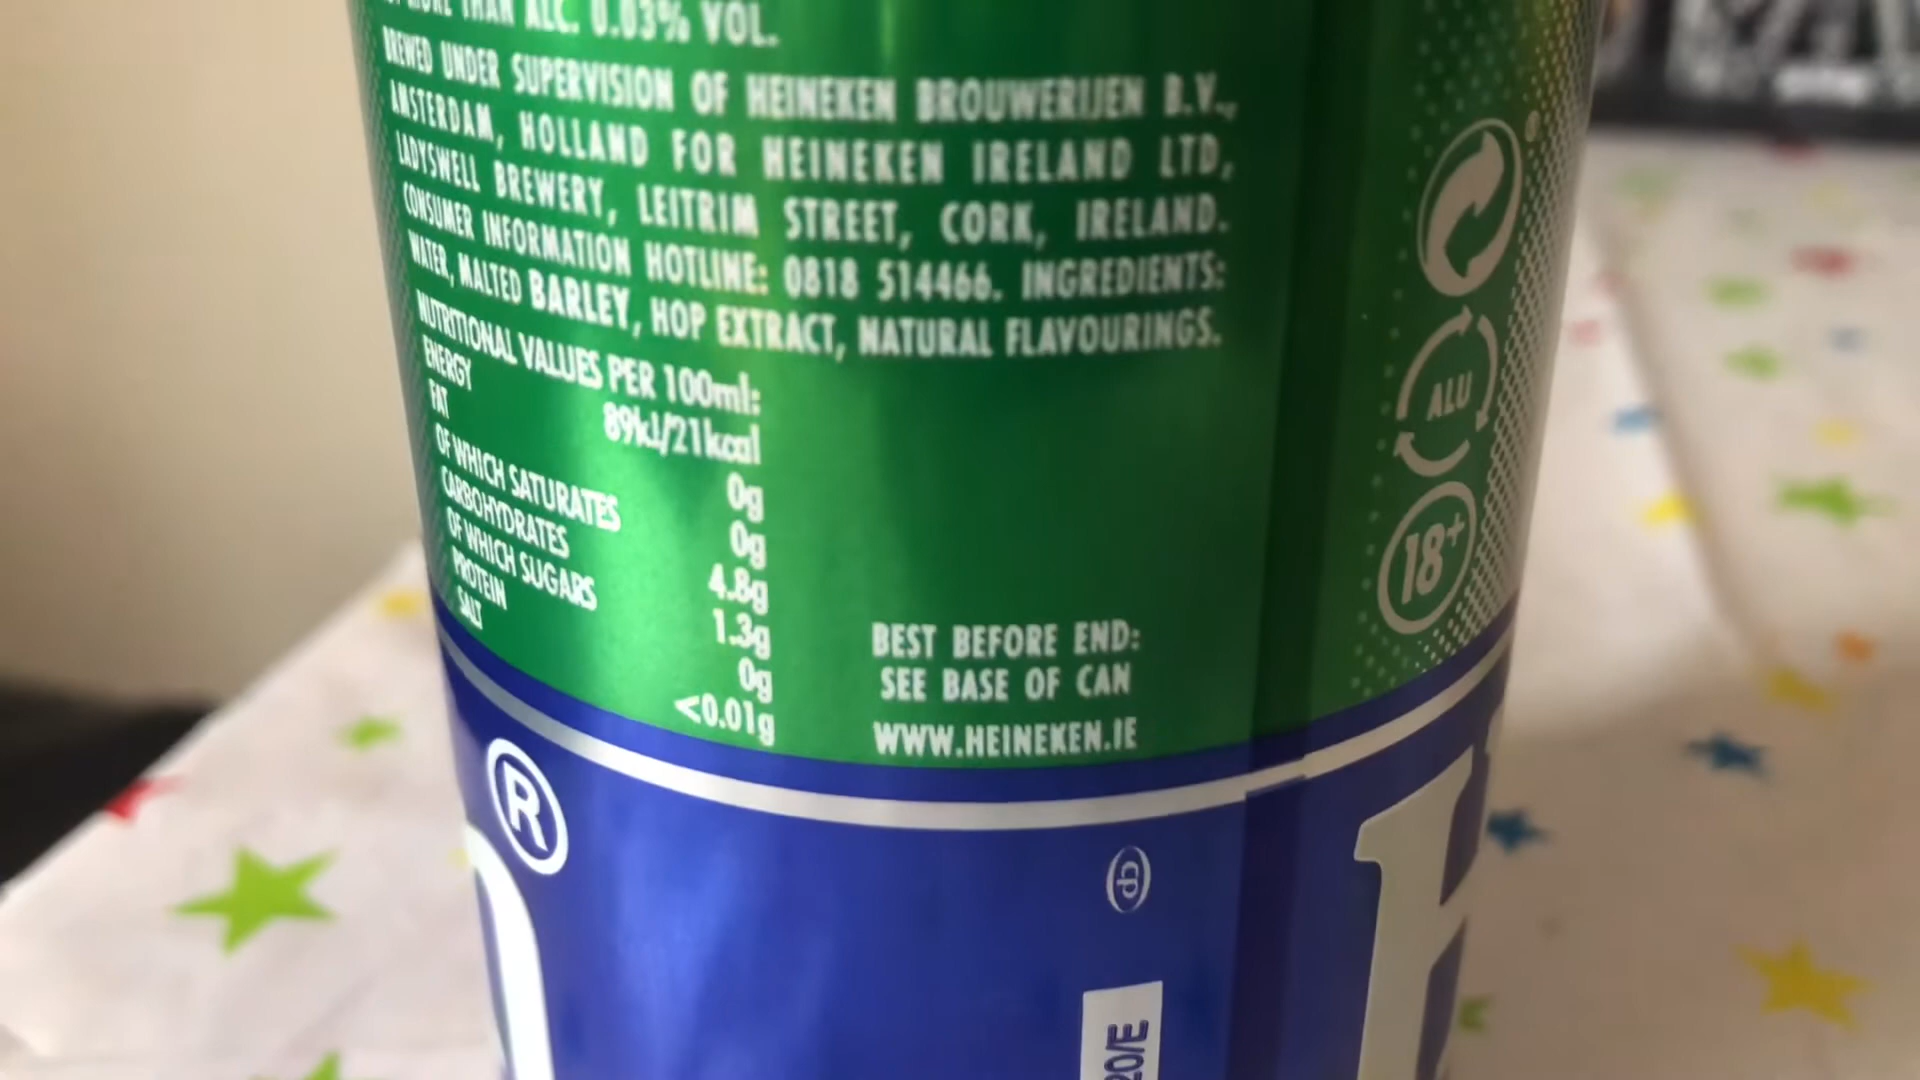 MORE THAN ALC. 0.03% VOL.
BREWED UNDER SUPERVISION OF HEINEKEN BROUWERIJEN B.V.,
AMSTERDAM, HOLLAND FOR HEINEKEN IRELAND LTD,
LADYSWELL BREWERY, LEITRIM STREET, CORK, IRELAND.
CONSUMER INFORMATION HOTLINE: 0818 514466. INGREDIENTS:
WATER, MALTED BARLEY, HOP EXTRACT, NATURAL FLAVOURINGS.
NUTRITIONAL VALUES PER 100ml:
ENERGY 89kJ/21kcal
FAT 0g
OF WHICH SATURATES 0g
CARBOHYDRATES 4.8g
OF WHICH SUGARS 1.3g
PROTEIN 0g
SALT <0.01g
BEST BEFORE END:
SEE BASE OF CAN
WWW.HEINEKEN.IE
ALU
18+
®
20/E